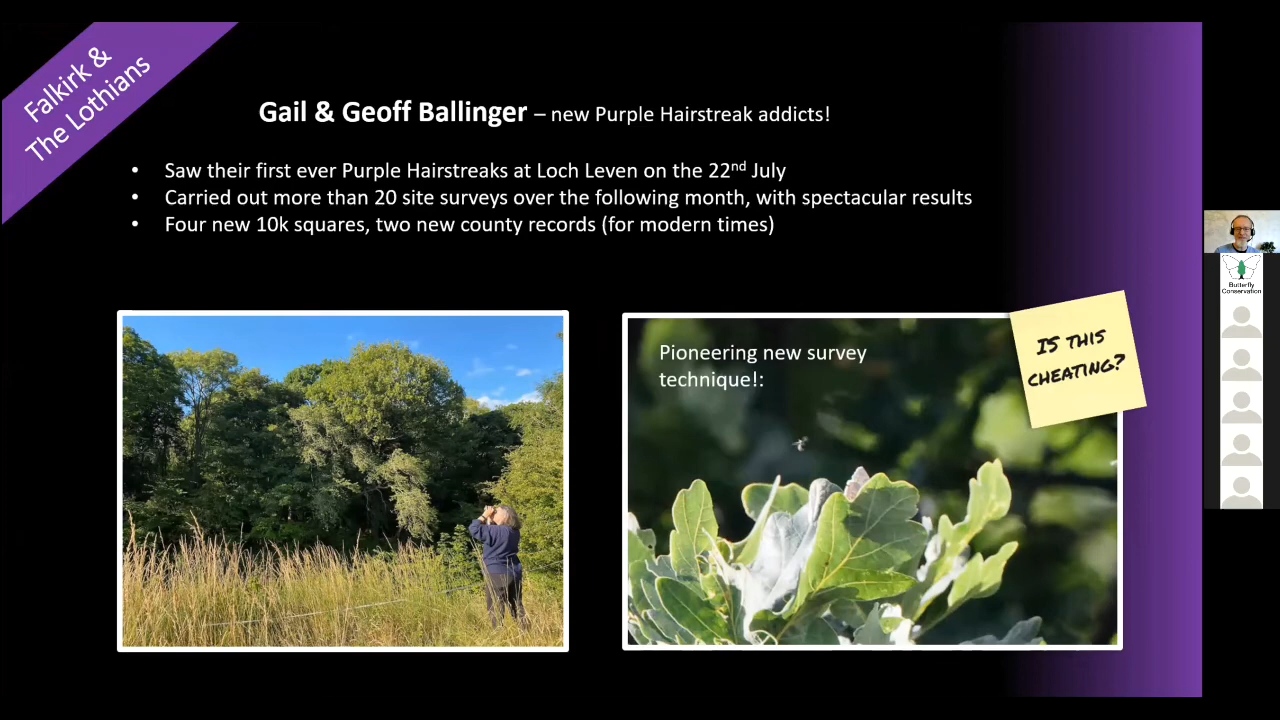 Falkirk &
The Lothians
Gail & Geoff Ballinger – new Purple Hairstreak addicts!
• Saw their first ever Purple Hairstreaks at Loch Leven on the 22nd July
• Carried out more than 20 site surveys over the following month, with spectacular results
• Four new 10k squares, two new county records (for modern times)
Pioneering new survey
technique!:
IS THIS
CHEATING?
Butterfly
Conservation